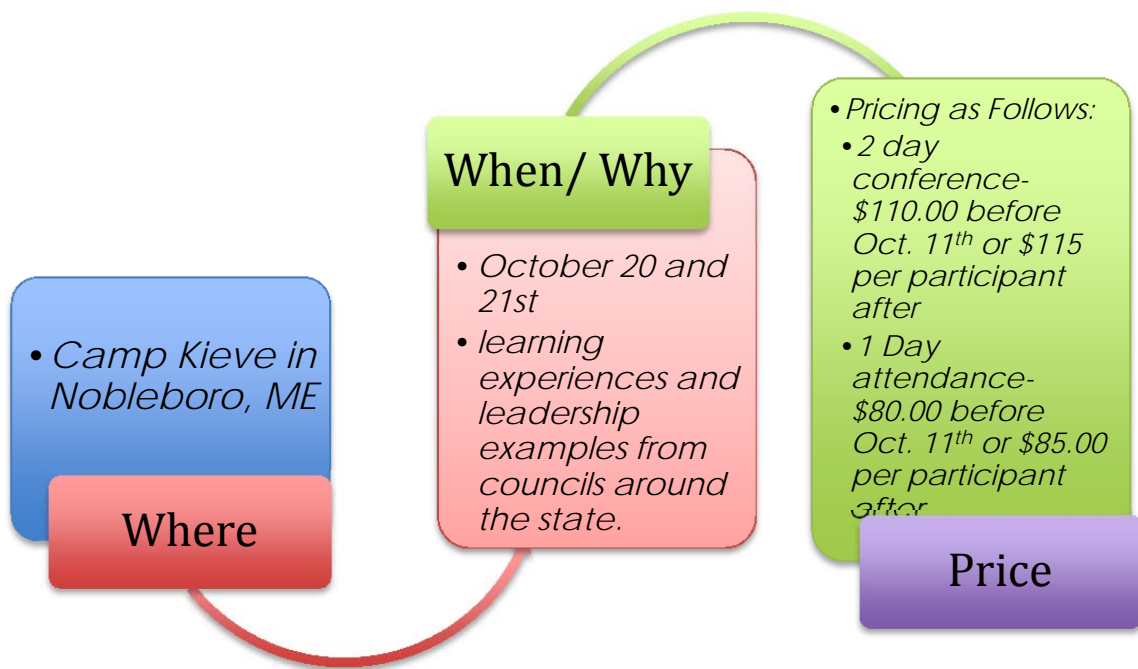 • Camp Kieve in
Nobleboro, ME
Where
When/ Why
• October 20 and
21st
• learning
experiences and
leadership
examples from
councils around
the state.
• Pricing as Follows:
• 2 day
conference-
$110.00 before
Oct. 11th or $115
per participant
after
• 1 Day
attendance-
$80.00 before
Oct. 11th or $85.00
per participant
after
Price